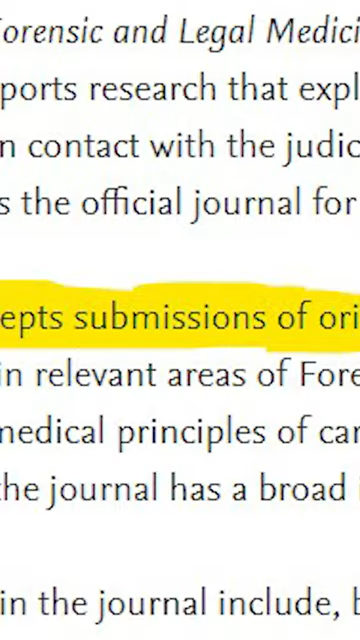 Forensic and Legal Medici
ports research that expl
n contact with the judic
s the official journal for
epts submissions of ori
in relevant areas of Fore
medical principles of car
the journal has a broad i
in the journal include, b